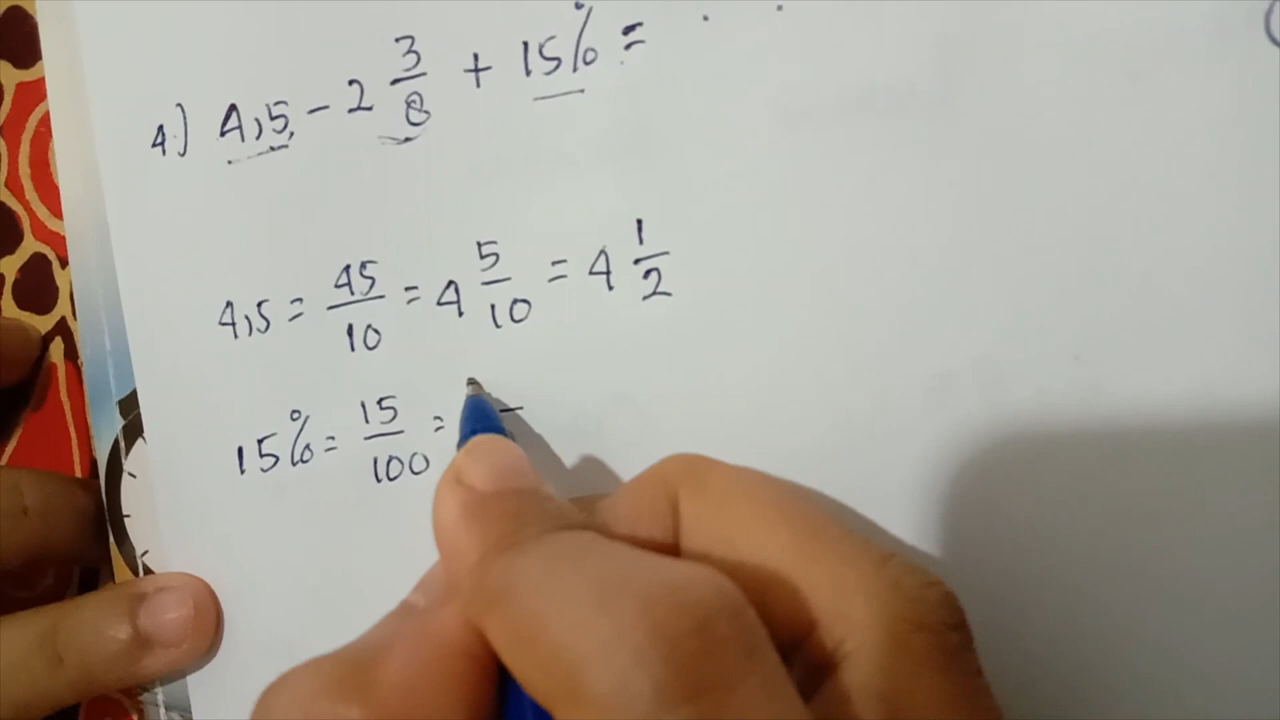 4.) 4,5 - 2 3/8 + 15% =
4,5 = 45/10 = 4 5/10 = 4 1/2
15% = 15/100 =